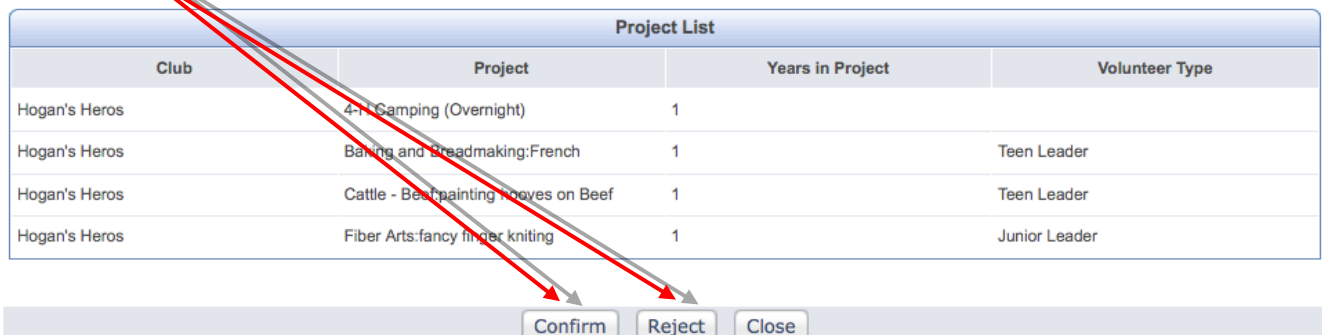 Project List
Club Project Years in Project Volunteer Type
Hogan's Heros 4-H Camping (Overnight) 1
Hogan's Heros Baking and Breadmaking:French 1 Teen Leader
Hogan's Heros Cattle - Beef:painting hooves on Beef 1 Teen Leader
Hogan's Heros Fiber Arts:fancy finger kniting 1 Junior Leader
Confirm Reject Close